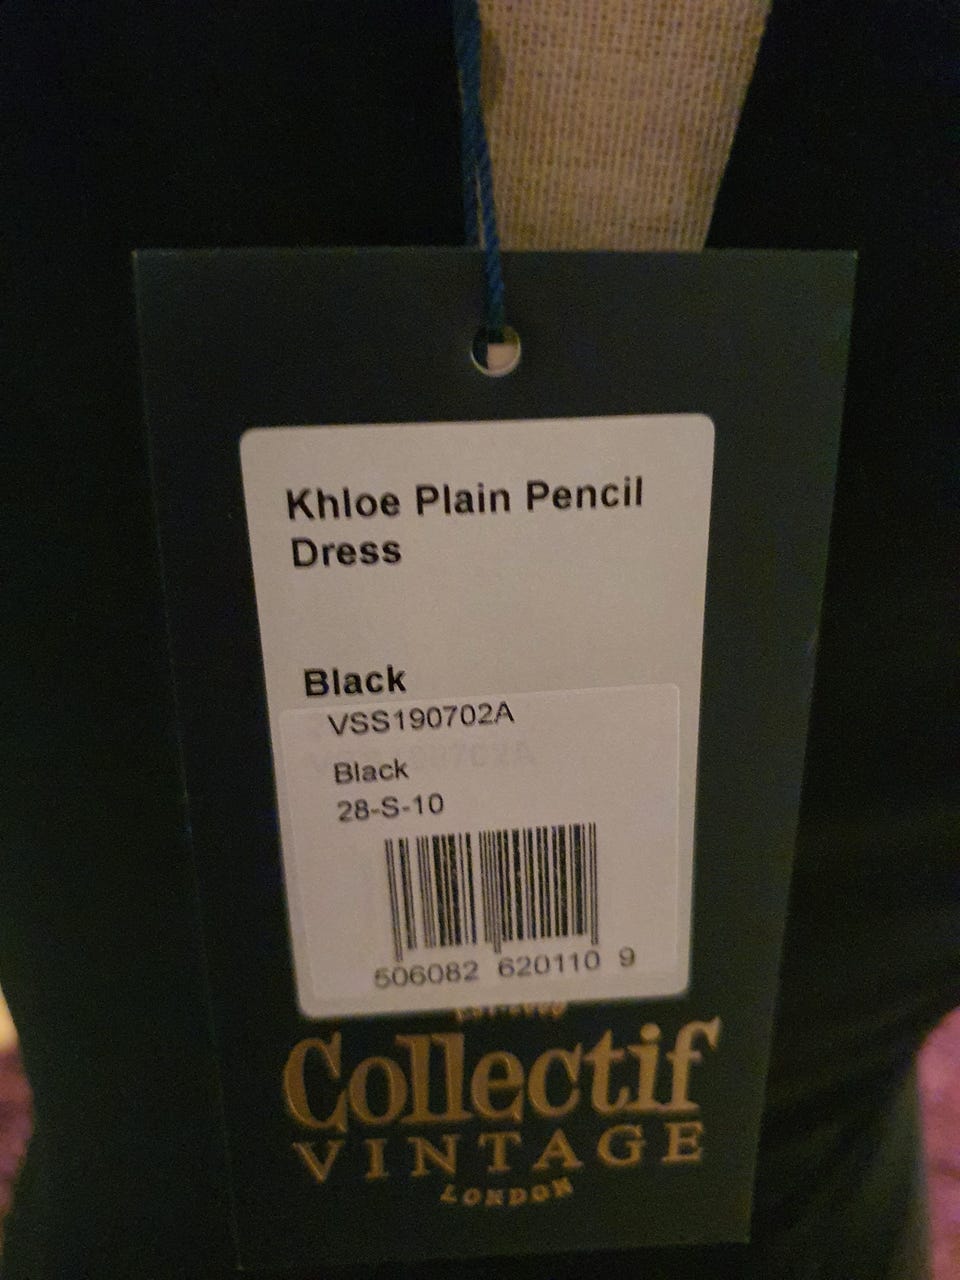 Khloe Plain Pencil
Dress
Black
VSS190702A
Black
28-S-10
506082 620110 9
Collectif
VINTAGE
LONDON